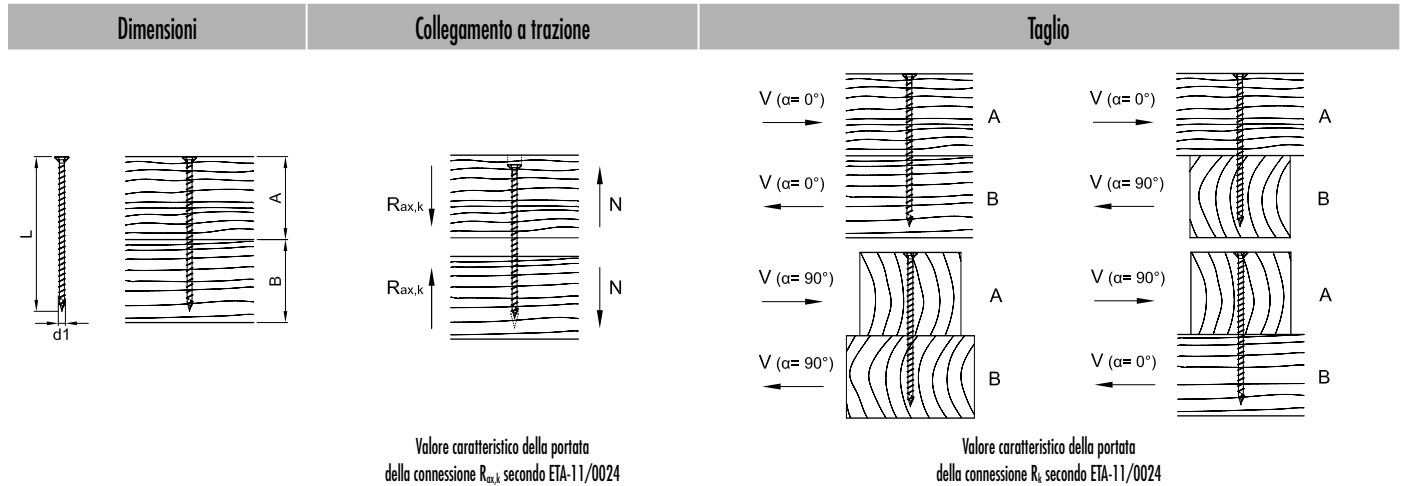 Dimensioni
Collegamento a trazione
Taglio
L
d1
A
B
Rax,k
N
Rax,k
N
V (α= 0°)
A
V (α= 0°)
B
V (α= 0°)
A
V (α= 90°)
B
V (α= 90°)
A
V (α= 90°)
B
V (α= 90°)
A
V (α= 0°)
B
Valore caratteristico della portata
della connessione Rax,k secondo ETA-11/0024
Valore caratteristico della portata
della connessione Rk secondo ETA-11/0024